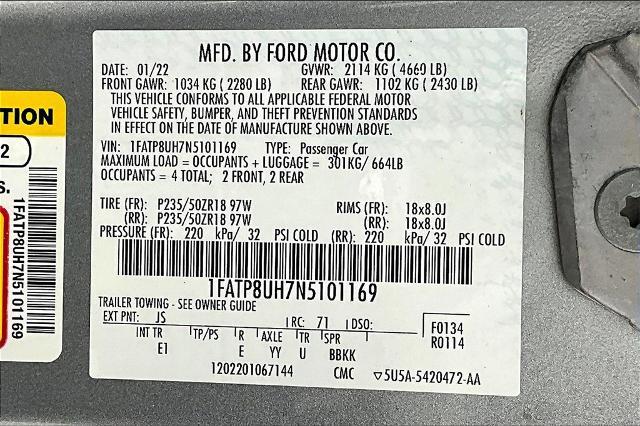 MFD. BY FORD MOTOR CO.
DATE: 01/22 GVWR: 2114 KG (4660 LB)
FRONT GAWR: 1034 KG (2280 LB) REAR GAWR: 1102 KG (2430 LB)
THIS VEHICLE CONFORMS TO ALL APPLICABLE FEDERAL MOTOR
VEHICLE SAFETY, BUMPER, AND THEFT PREVENTION STANDARDS
IN EFFECT ON THE DATE OF MANUFACTURE SHOWN ABOVE.
VIN: 1FATP8UH7N5101169 TYPE: Passenger Car
MAXIMUM LOAD = OCCUPANTS + LUGGAGE = 301KG/ 664LB
OCCUPANTS = 4 TOTAL; 2 FRONT, 2 REAR
TIRE (FR): P235/50ZR18 97W RIMS (FR): 18x8.0J
(RR): P235/50ZR18 97W (RR): 18x8.0J
PRESSURE (FR): 220 kPa/ 32 PSI COLD (RR): 220 kPa/ 32 PSI COLD
1FATP8UH7N5101169
TRAILER TOWING - SEE OWNER GUIDE
EXT PNT: JS RC: 71 DSO: F0134
R0114
INT TR TP/PS R AXLE TR SPR
E1 E YY U BBKK
1202201067144 CMC ▽5U5A-5420472-AA
TION
2
s.
1FATP8UH7N5101169